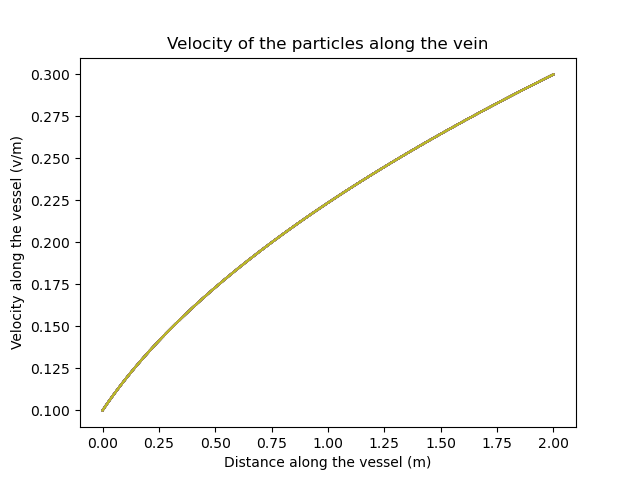 Velocity of the particles along the vein
0.300
0.275
0.250
0.225
0.200
0.175
0.150
0.125
0.100
Velocity along the vessel (v/m)
0.00 0.25 0.50 0.75 1.00 1.25 1.50 1.75 2.00
Distance along the vessel (m)